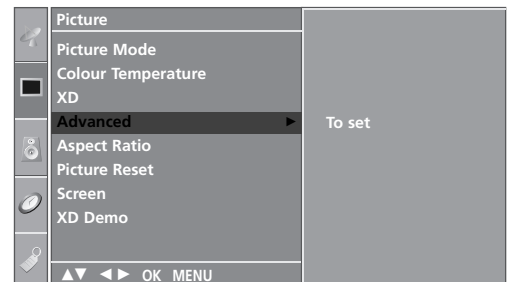 Picture
Picture Mode
Colour Temperature
XD
Advanced ► To set
Aspect Ratio
Picture Reset
Screen
XD Demo
▲▼ ◄► OK MENU